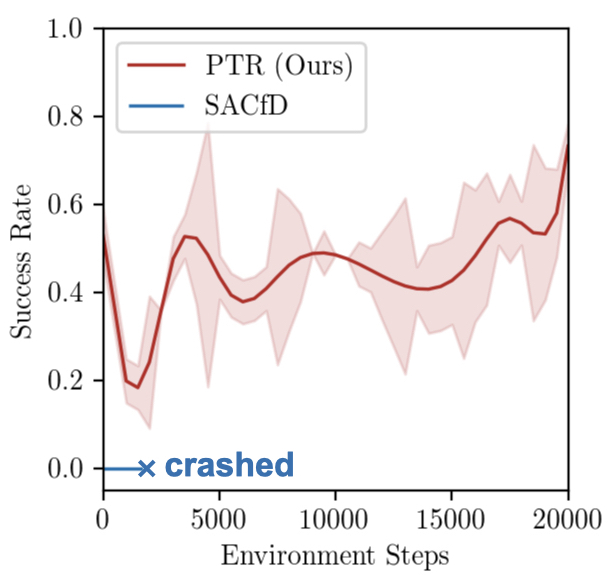 1.0
PTR (Ours)
SACfD
0.8
0.6
0.4
0.2
0.0
crashed
Success Rate
0
5000
10000
15000
20000
Environment Steps